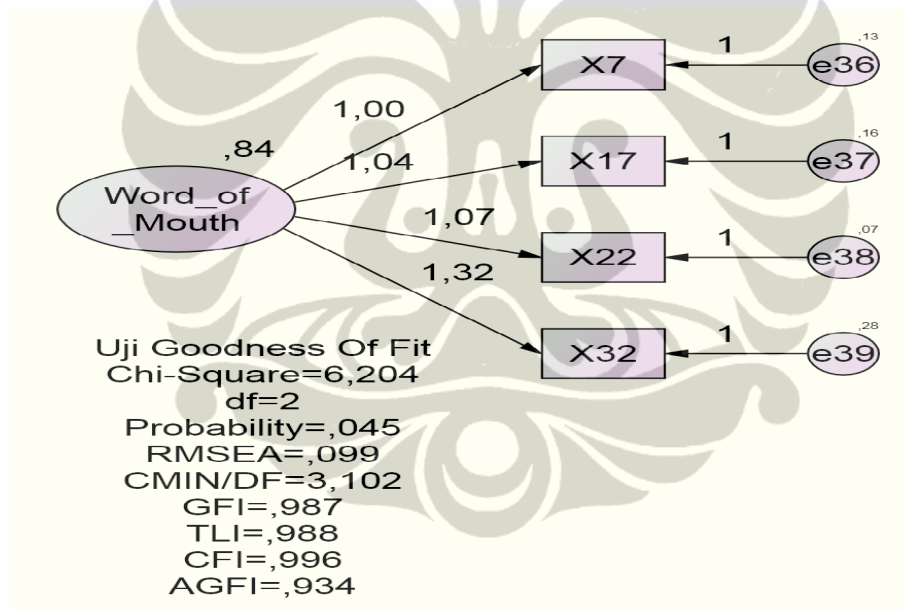 ,84
Word_of
_Mouth
1,00
1,04
1,07
1,32
X7
1
e36
,13
X17
1
e37
,16
X22
1
e38
,07
X32
1
e39
,28
Uji Goodness Of Fit
Chi-Square=6,204
df=2
Probability=,045
RMSEA=,099
CMIN/DF=3,102
GFI=,987
TLI=,988
CFI=,996
AGFI=,934